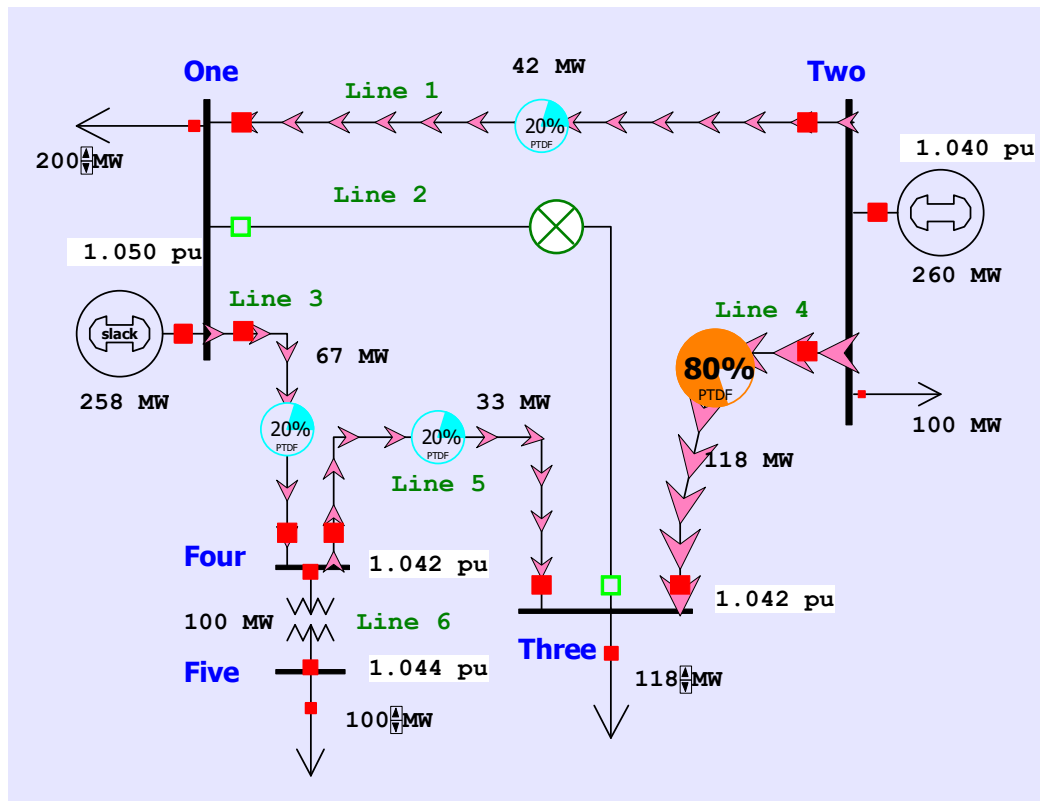 42 MW
One
Two
Line 1
20%
PTDF
200 MW
1.040 pu
Line 2
1.050 pu
260 MW
Line 3
Line 4
slack
67 MW
80%
PTDF
258 MW
33 MW
100 MW
20%
PTDF
20%
PTDF
118 MW
Line 5
Four
1.042 pu
1.042 pu
100 MW
Line 6
Three
Five
1.044 pu
118 MW
100 MW